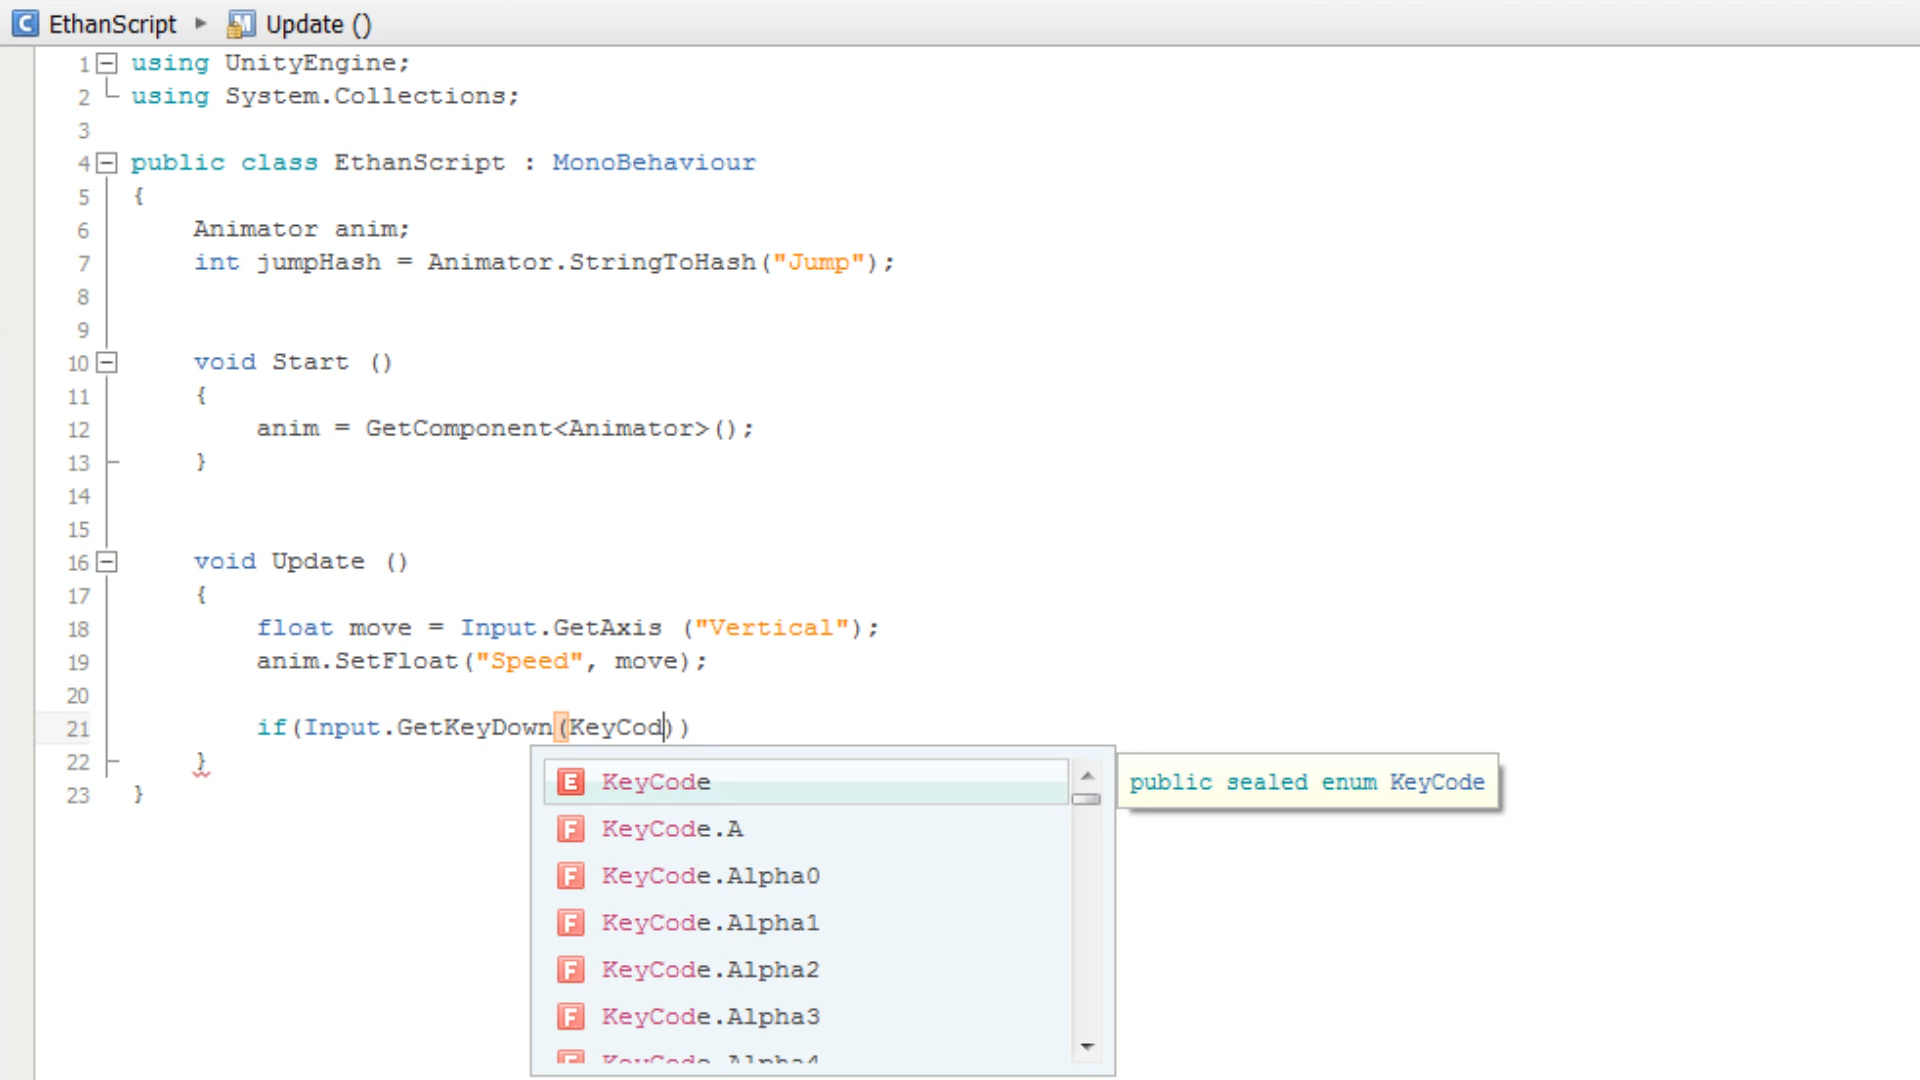 EthanScript ▶ Update ()
1 using UnityEngine;
2 using System.Collections;
3
4 public class EthanScript : MonoBehaviour
5 {
6 Animator anim;
7 int jumpHash = Animator.StringToHash("Jump");
8
9
10 void Start ()
11 {
12 anim = GetComponent<Animator>();
13 }
14
15
16 void Update ()
17 {
18 float move = Input.GetAxis ("Vertical");
19 anim.SetFloat("Speed", move);
20
21 if(Input.GetKeyDown(KeyCod))
22 }
23 }
E KeyCode
public sealed enum KeyCode
F KeyCode.A
F KeyCode.Alpha0
F KeyCode.Alpha1
F KeyCode.Alpha2
F KeyCode.Alpha3
F KeyCode.Alpha4